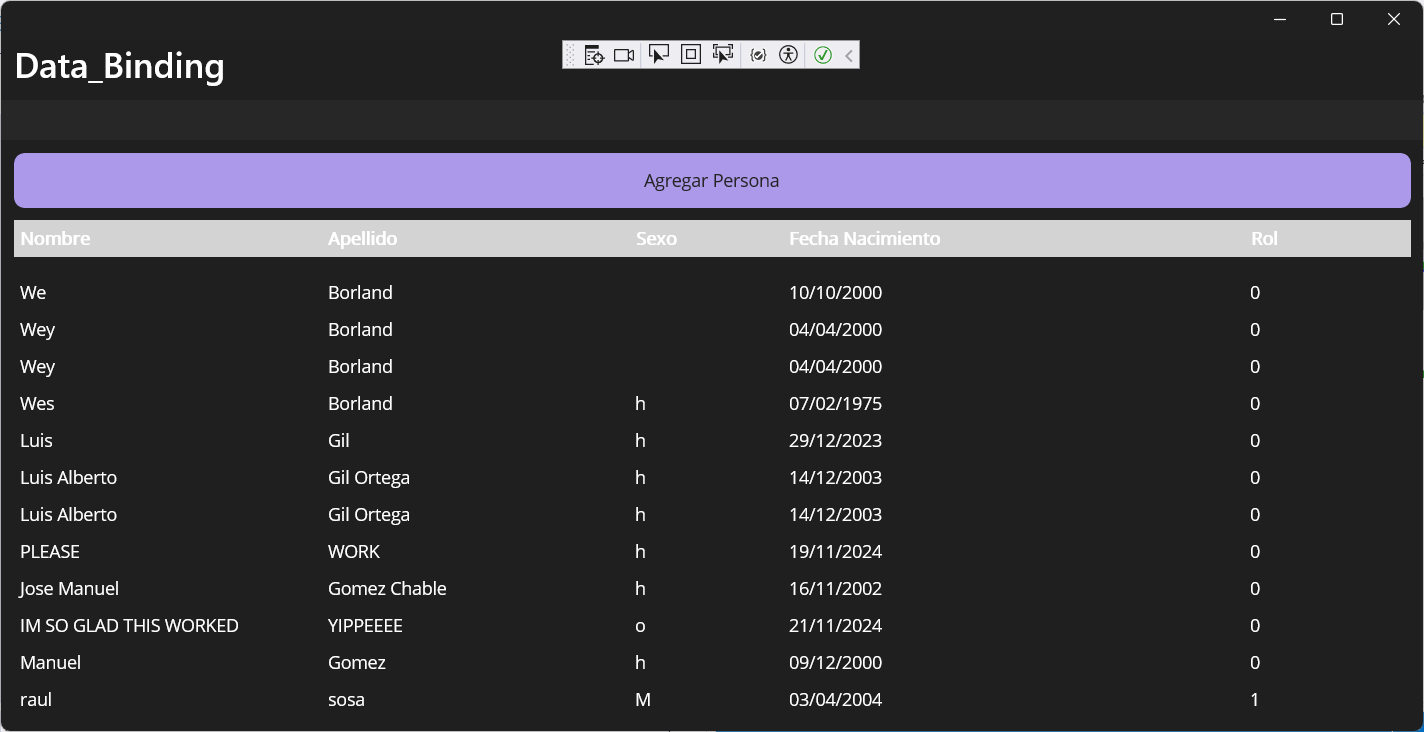 Data_Binding
Agregar Persona
Nombre Apellido Sexo Fecha Nacimiento Rol
We Borland 10/10/2000 0
Wey Borland 04/04/2000 0
Wey Borland 04/04/2000 0
Wes Borland h 07/02/1975 0
Luis Gil h 29/12/2023 0
Luis Alberto Gil Ortega h 14/12/2003 0
Luis Alberto Gil Ortega h 14/12/2003 0
PLEASE WORK h 19/11/2024 0
Jose Manuel Gomez Chable h 16/11/2002 0
IM SO GLAD THIS WORKED YIPPEEEE o 21/11/2024 0
Manuel Gomez h 09/12/2000 0
raul sosa M 03/04/2004 1